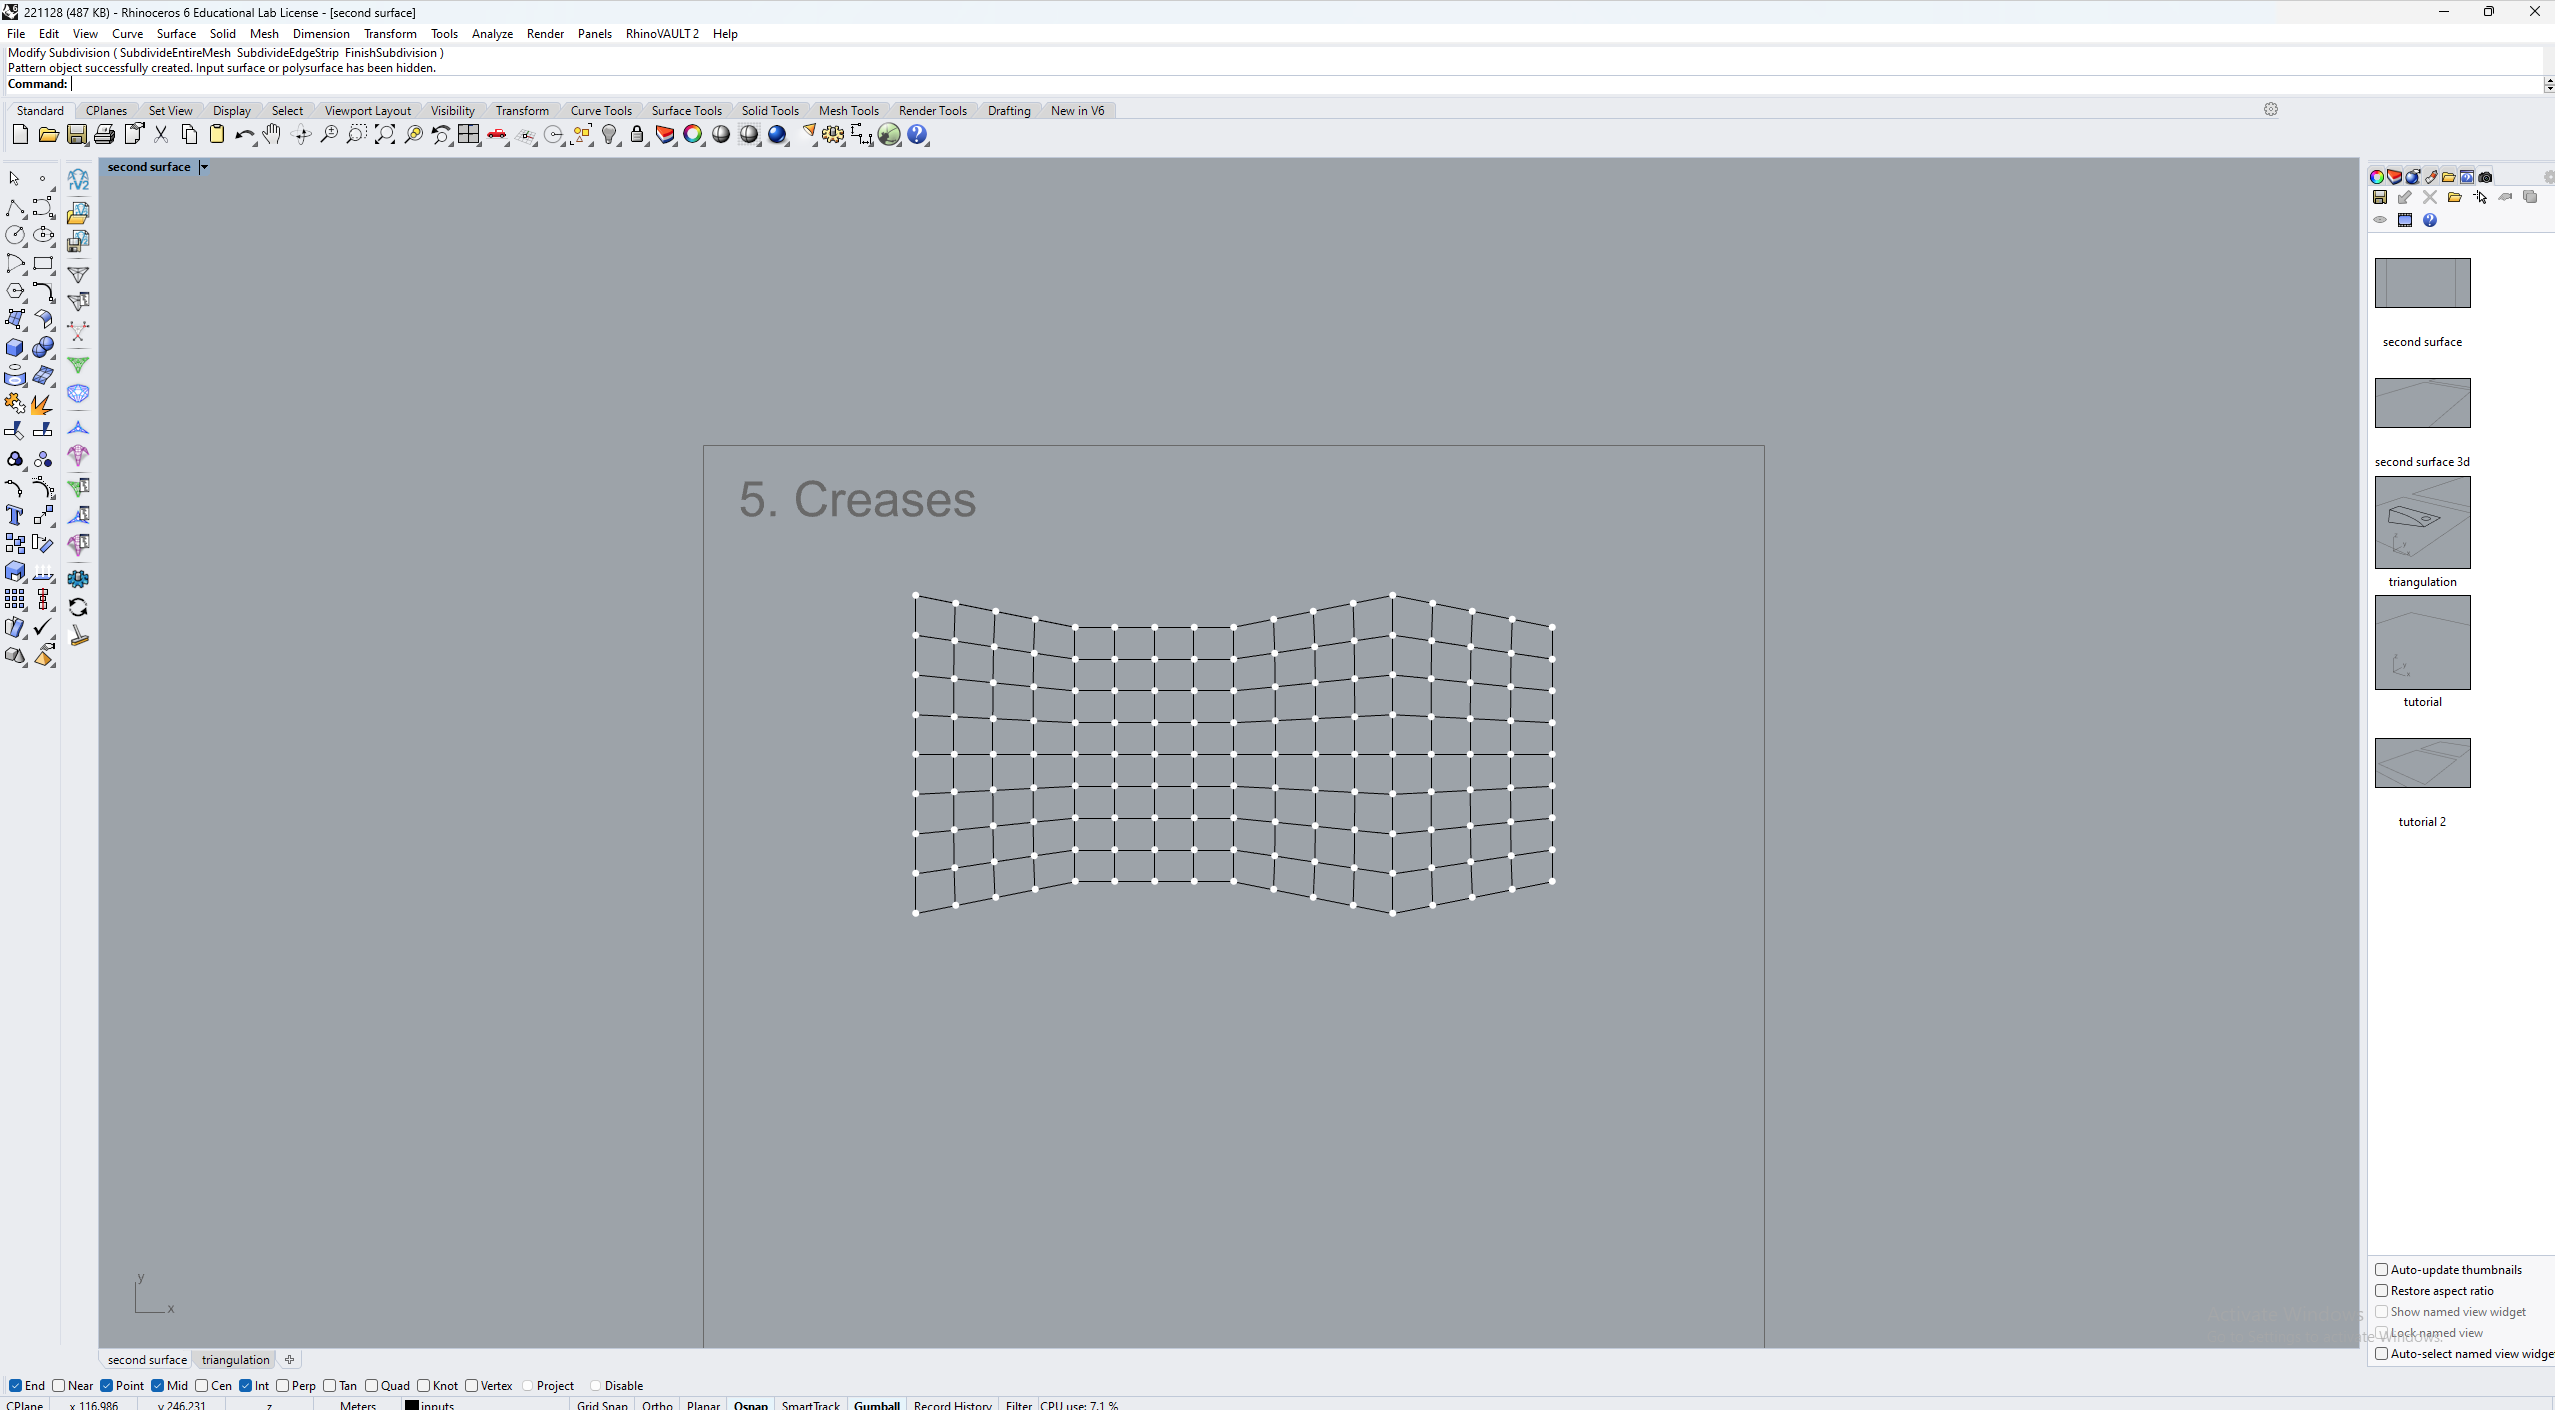 221128 (487 KB) - Rhinoceros 6 Educational Lab License - [second surface]
File Edit View Curve Surface Solid Mesh Dimension Transform Tools Analyze Render Panels RhinoVAULT2 Help
Modify Subdivision ( SubdivideEntireMesh SubdivideEdgeStrip FinishSubdivision )
Pattern object successfully created. Input surface or polysurface has been hidden.
Command:
Standard CPlanes Set View Display Select Viewport Layout Visibility Transform Curve Tools Surface Tools Solid Tools Mesh Tools Render Tools Drafting New in V6
second surface
rV2
5. Creases
second surface
second surface 3d
triangulation
tutorial
tutorial 2
y
x
Auto-update thumbnails
Restore aspect ratio
Show named view widget
Lock named view
Auto-select named view widge
Activate Windows
second surface triangulation
End Near Point Mid Cen Int Perp Tan Quad Knot Vertex Project Disable
CPlane x 116.986 y 246.231 z Meters inputs Grid Snap Ortho Planar Osnap SmartTrack Gumball Record History Filter CPU use: 7.1 %